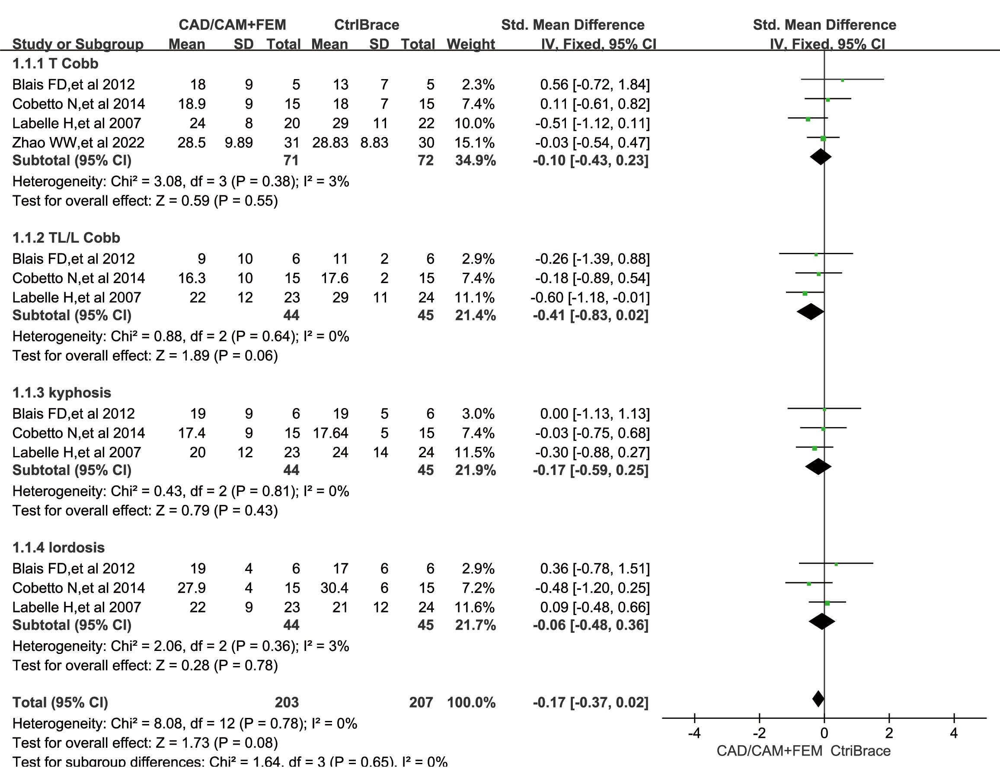 CAD/CAM+FEM CtrlBrace Std. Mean Difference Std. Mean Difference
Study or Subgroup Mean SD Total Mean SD Total Weight IV, Fixed, 95% CI IV, Fixed, 95% CI
1.1.1 T Cobb
Blais FD,et al 2012 18 9 5 13 7 5 2.3% 0.56 [-0.72, 1.84]
Cobetto N,et al 2014 18.9 9 15 18 7 15 7.4% 0.11 [-0.61, 0.82]
Labelle H,et al 2007 24 8 20 29 11 22 10.0% -0.51 [-1.12, 0.11]
Zhao WW,et al 2022 28.5 9.89 31 28.83 8.83 30 15.1% -0.03 [-0.54, 0.47]
Subtotal (95% CI) 71 72 34.9% -0.10 [-0.43, 0.23]
Heterogeneity: Chi² = 3.08, df = 3 (P = 0.38); I² = 3%
Test for overall effect: Z = 0.59 (P = 0.55)
1.1.2 TL/L Cobb
Blais FD,et al 2012 9 10 6 11 2 6 2.9% -0.26 [-1.39, 0.88]
Cobetto N,et al 2014 16.3 10 15 17.6 2 15 7.4% -0.18 [-0.89, 0.54]
Labelle H,et al 2007 22 12 23 29 11 24 11.1% -0.60 [-1.18, -0.01]
Subtotal (95% CI) 44 45 21.4% -0.41 [-0.83, 0.02]
Heterogeneity: Chi² = 0.88, df = 2 (P = 0.64); I² = 0%
Test for overall effect: Z = 1.89 (P = 0.06)
1.1.3 kyphosis
Blais FD,et al 2012 19 9 6 19 5 6 3.0% 0.00 [-1.13, 1.13]
Cobetto N,et al 2014 17.4 9 15 17.64 5 15 7.4% -0.03 [-0.75, 0.68]
Labelle H,et al 2007 20 12 23 24 14 24 11.5% -0.30 [-0.88, 0.27]
Subtotal (95% CI) 44 45 21.9% -0.17 [-0.59, 0.25]
Heterogeneity: Chi² = 0.43, df = 2 (P = 0.81); I² = 0%
Test for overall effect: Z = 0.79 (P = 0.43)
1.1.4 lordosis
Blais FD,et al 2012 19 4 6 17 6 6 2.9% 0.36 [-0.78, 1.51]
Cobetto N,et al 2014 27.9 4 15 30.4 6 15 7.2% -0.48 [-1.20, 0.25]
Labelle H,et al 2007 22 9 23 21 12 24 11.6% 0.09 [-0.48, 0.66]
Subtotal (95% CI) 44 45 21.7% -0.06 [-0.48, 0.36]
Heterogeneity: Chi² = 2.06, df = 2 (P = 0.36); I² = 3%
Test for overall effect: Z = 0.28 (P = 0.78)
Total (95% CI) 203 207 100.0% -0.17 [-0.37, 0.02]
Heterogeneity: Chi² = 8.08, df = 12 (P = 0.78); I² = 0%
Test for overall effect: Z = 1.73 (P = 0.08)
Test for subgroup differences: Chi² = 1.64, df = 3 (P = 0.65), I² = 0%
-4 -2 0 2 4
CAD/CAM+FEM CtriBrace